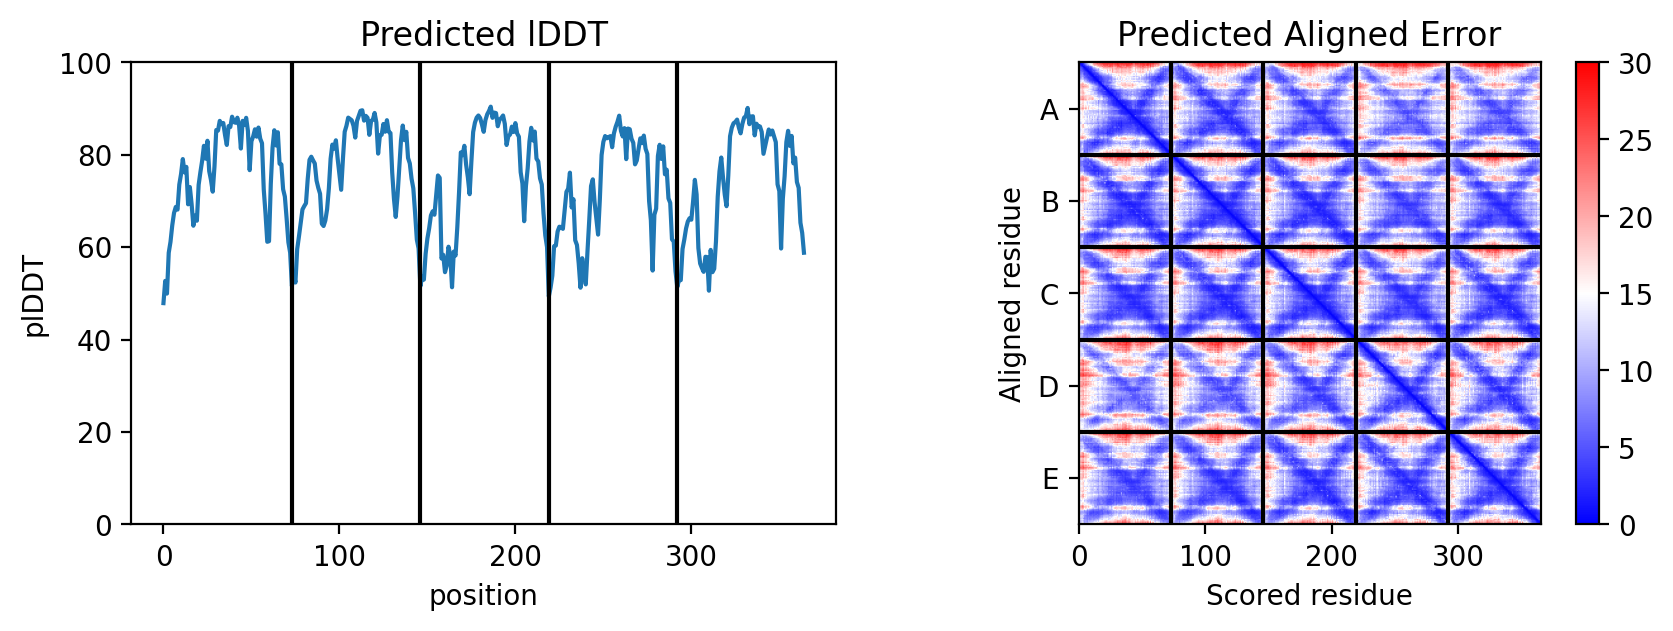 Predicted lDDT
plDDT
100
80
60
40
20
0
0 100 200 300
position
Predicted Aligned Error
Aligned residue
A
B
C
D
E
0 100 200 300
Scored residue
30
25
20
15
10
5
0